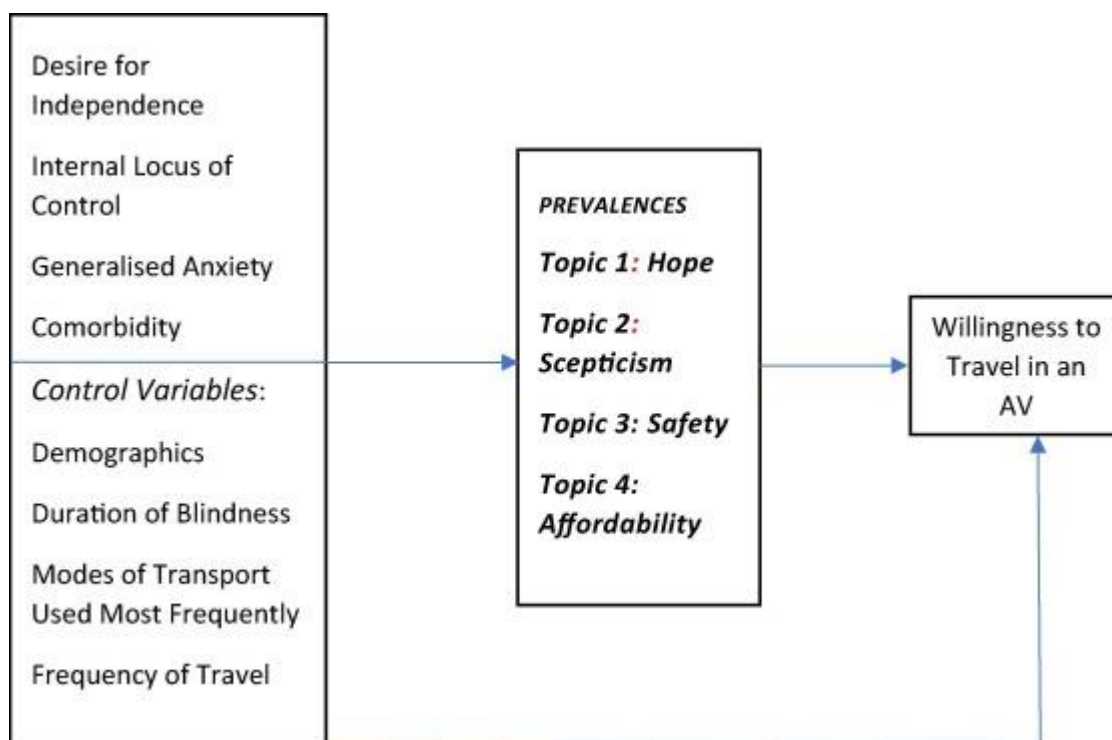 Desire for
Independence
Internal Locus of
Control
Generalised Anxiety
Comorbidity
Control Variables:
Demographics
Duration of Blindness
Modes of Transport
Used Most Frequently
Frequency of Travel
PREVALENCES
Topic 1: Hope
Topic 2:
Scepticism
Topic 3: Safety
Topic 4:
Affordability
Willingness to
Travel in an
AV